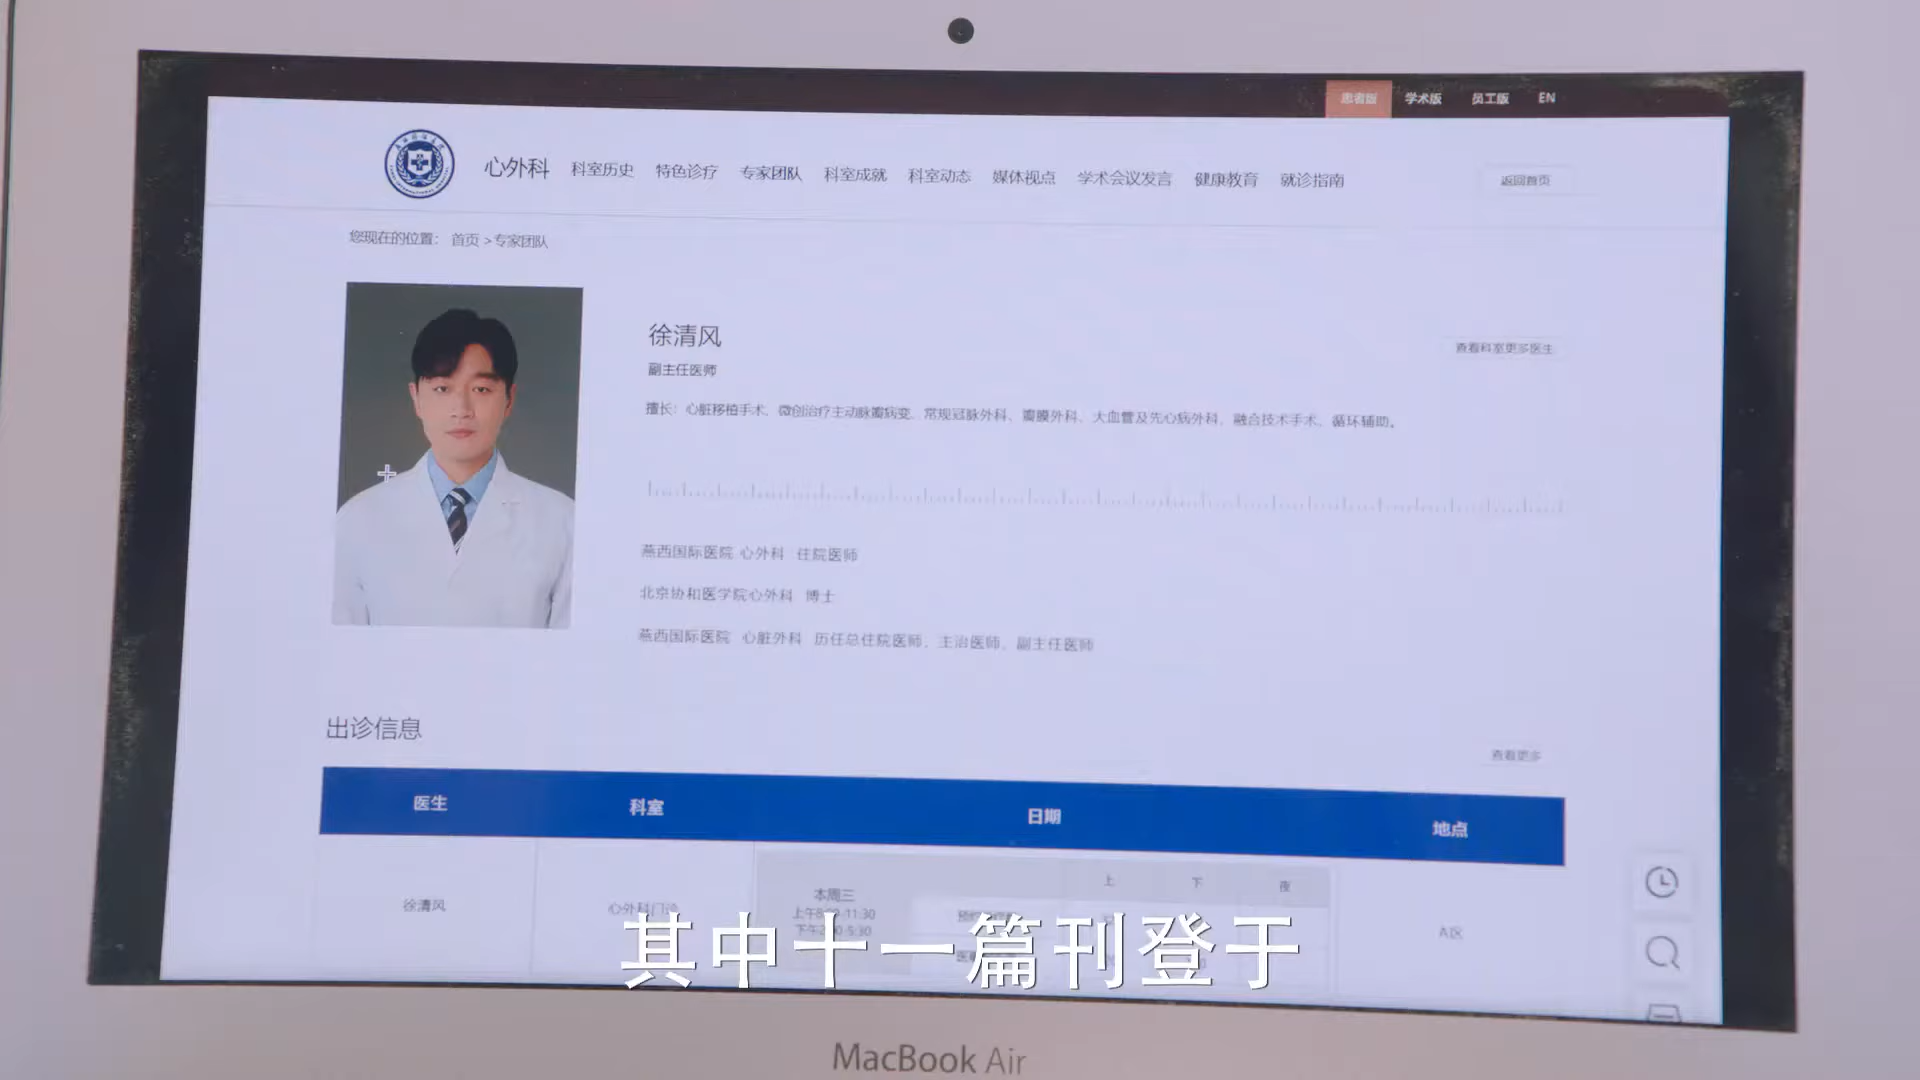 患者版 学术版 员工版 EN
心外科 科室历史 特色诊疗 专家团队 科室成就 科室动态 媒体视点 学术会议发言 健康教育 就诊指南 返回首页
您现在的位置： 首页 > 专家团队
徐清风
查看科室更多医生
副主任医师
擅长：心脏移植手术、微创治疗主动脉瓣病变、常规冠脉外科、瓣膜外科、大血管及先心病外科、融合技术手术、循环辅助。
燕西国际医院 心外科 住院医师
北京协和医学院心外科 博士
燕西国际医院 心脏外科 历任总住院医师、主治医师、副主任医师
出诊信息
查看更多
医生 科室 日期 地点
上 下 夜
本周三
徐清风 心外科门诊 A区
上午8:00-11:30
其中十一篇刊登于
MacBook Air